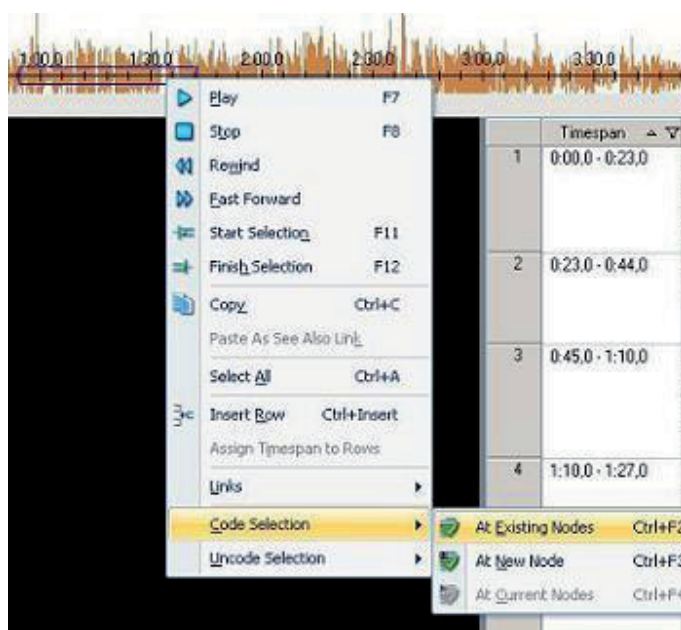 1:00,0 1:30,0 2:00,0 2:30,0 3:00,0 3:30,0
Play F7
Stop F8
Rewind
Fast Forward
Start Selection F11
Finish Selection F12
Copy Ctrl+C
Paste As See Also Link
Select All Ctrl+A
Insert Row Ctrl+Insert
Assign Timespan to Rows
Links
Code Selection
Uncode Selection
At Existing Nodes Ctrl+F2
At New Node Ctrl+F3
At Current Nodes Ctrl+F4
Timespan
1 0:00,0 - 0:23,0
2 0:23,0 - 0:44,0
3 0:45,0 - 1:10,0
4 1:10,0 - 1:27,0